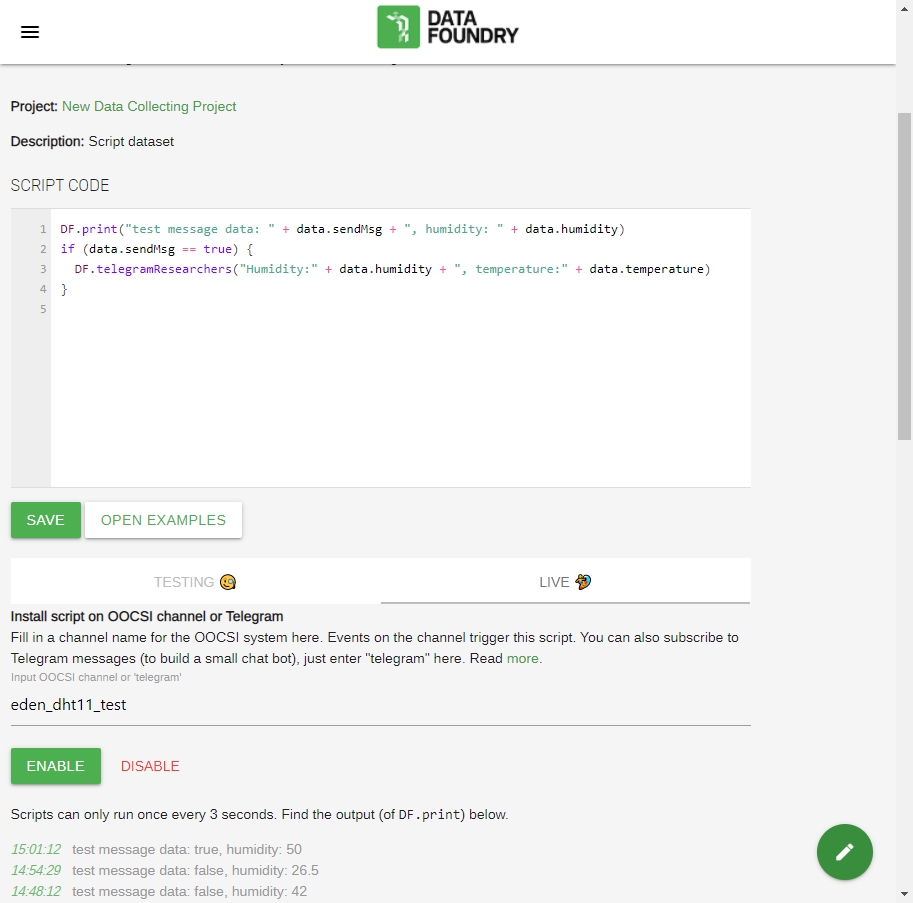 DATA
FOUNDRY
Project: New Data Collecting Project
Description: Script dataset
SCRIPT CODE
1 DF.print("test message data: " + data.sendMsg + ", humidity: " + data.humidity)
2 if (data.sendMsg == true) {
3 DF.telegramResearchers("Humidity:" + data.humidity + ", temperature:" + data.temperature)
4 }
5
SAVE OPEN EXAMPLES
TESTING LIVE
Install script on OOCSI channel or Telegram
Fill in a channel name for the OOCSI system here. Events on the channel trigger this script. You can also subscribe to
Telegram messages (to build a small chat bot), just enter "telegram" here. Read more.
Input OOCSI channel or 'telegram'
eden_dht11_test
ENABLE DISABLE
Scripts can only run once every 3 seconds. Find the output (of DF.print) below.
15:01:12 test message data: true, humidity: 50
14:54:29 test message data: false, humidity: 26.5
14:48:12 test message data: false, humidity: 42